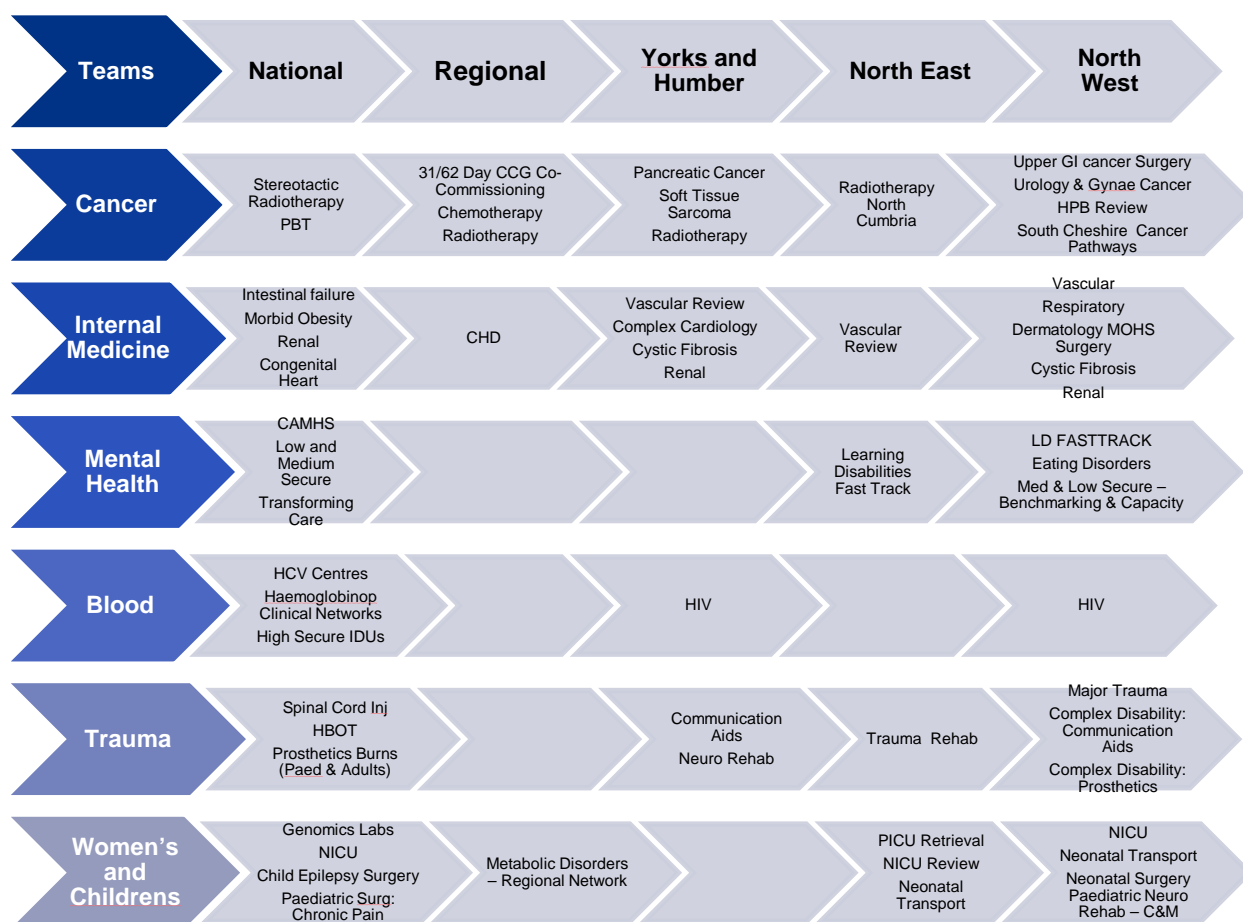 Teams
National
Regional
Yorks and
Humber
North East
North
West
Cancer
Stereotactic
Radiotherapy
PBT
31/62 Day CCG Co-
Commissioning
Chemotherapy
Radiotherapy
Pancreatic Cancer
Soft Tissue
Sarcoma
Radiotherapy
Radiotherapy
North
Cumbria
Upper GI cancer Surgery
Urology & Gynae Cancer
HPB Review
South Cheshire Cancer
Pathways
Internal
Medicine
Intestinal failure
Morbid Obesity
Renal
Congenital
Heart
CHD
Vascular Review
Complex Cardiology
Cystic Fibrosis
Renal
Vascular
Review
Vascular
Respiratory
Dermatology MOHS
Surgery
Cystic Fibrosis
Renal
Mental
Health
CAMHS
Low and
Medium
Secure
Transforming
Care
Learning
Disabilities
Fast Track
LD FASTTRACK
Eating Disorders
Med & Low Secure –
Benchmarking & Capacity
Blood
HCV Centres
Haemoglobinop
Clinical Networks
High Secure IDUs
HIV
HIV
Trauma
Spinal Cord Inj
HBOT
Prosthetics Burns
(Paed & Adults)
Communication
Aids
Neuro Rehab
Trauma Rehab
Major Trauma
Complex Disability:
Communication
Aids
Complex Disability:
Prosthetics
Women's
and
Childrens
Genomics Labs
NICU
Child Epilepsy Surgery
Paediatric Surg:
Chronic Pain
Metabolic Disorders
– Regional Network
PICU Retrieval
NICU Review
Neonatal
Transport
NICU
Neonatal Transport
Neonatal Surgery
Paediatric Neuro
Rehab – C&M